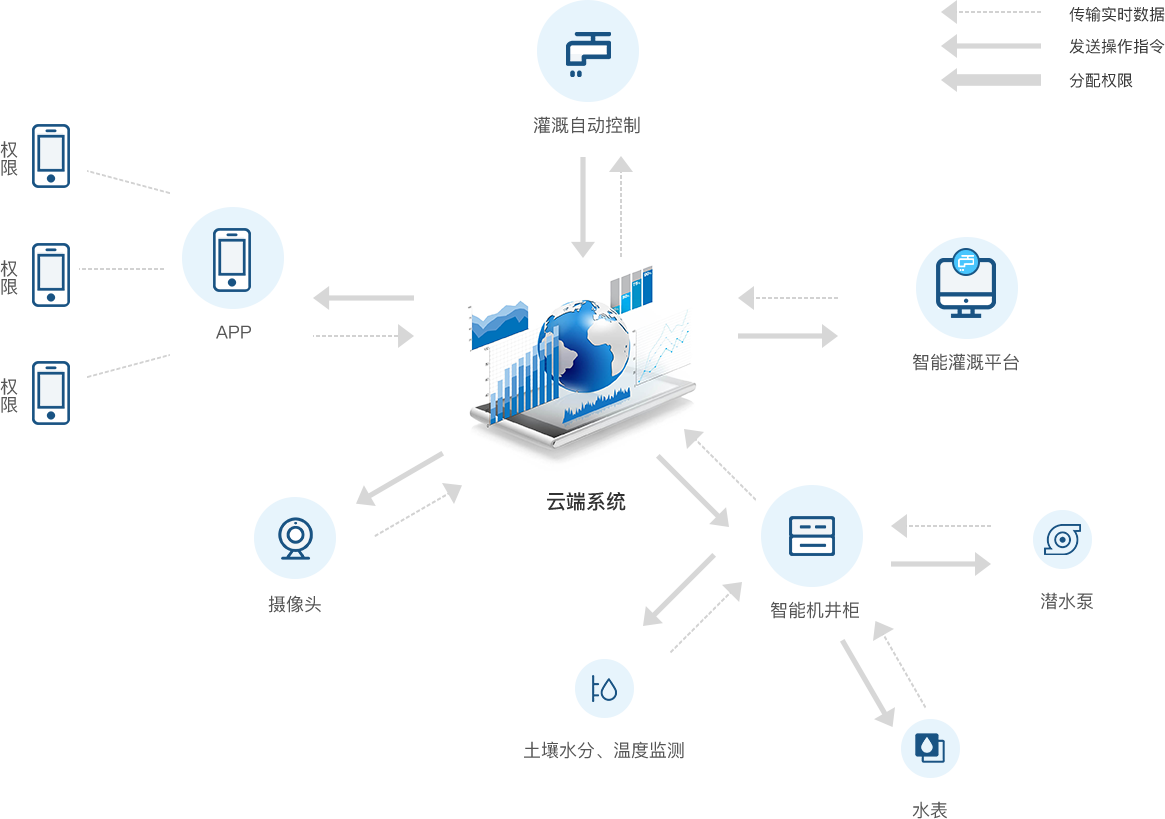 传输实时数据
发送操作指令
分配权限
灌溉自动控制
权
限
权
限
APP
智能灌溉平台
权
限
云端系统
摄像头
智能机井柜
潜水泵
土壤水分、温度监测
水表